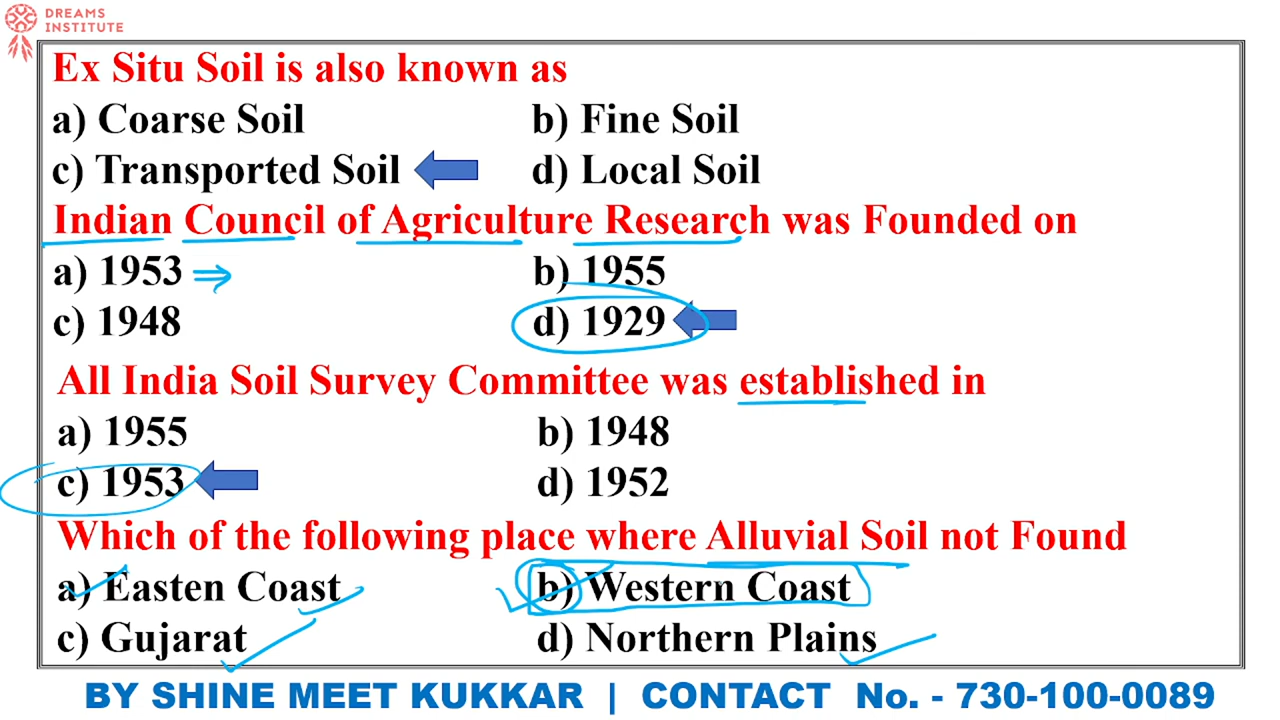 DREAMS
INSTITUTE
Ex Situ Soil is also known as
a) Coarse Soil b) Fine Soil
c) Transported Soil d) Local Soil
Indian Council of Agriculture Research was Founded on
a) 1953 b) 1955
c) 1948 d) 1929
All India Soil Survey Committee was established in
a) 1955 b) 1948
c) 1953 d) 1952
Which of the following place where Alluvial Soil not Found
a) Easten Coast b) Western Coast
c) Gujarat d) Northern Plains
BY SHINE MEET KUKKAR | CONTACT No. - 730-100-0089